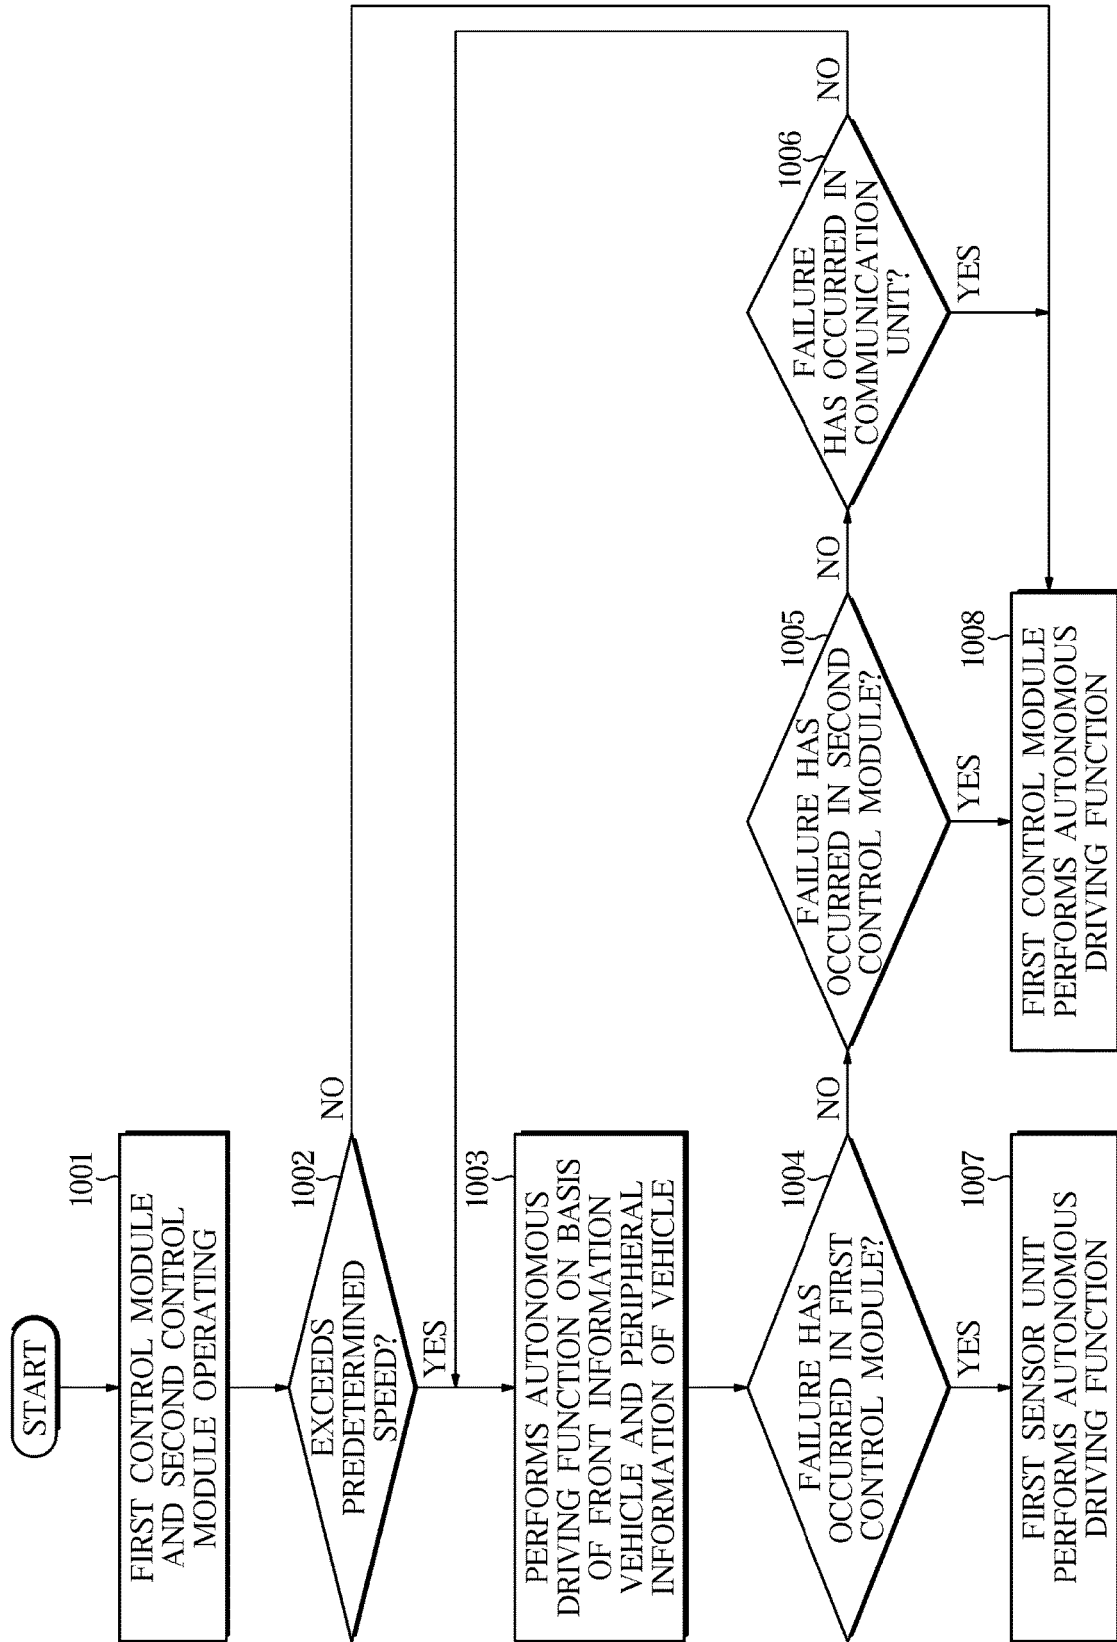 START
1001
FIRST CONTROL MODULE
AND SECOND CONTROL
MODULE OPERATING
1002
EXCEEDS
PREDETERMINED
SPEED?
NO
YES
1003
PERFORMS AUTONOMOUS
DRIVING FUNCTION ON BASIS
OF FRONT INFORMATION
VEHICLE AND PERIPHERAL
INFORMATION OF VEHICLE
1004
FAILURE HAS
OCCURRED IN FIRST
CONTROL MODULE?
NO
YES
1005
FAILURE HAS
OCCURRED IN SECOND
CONTROL MODULE?
NO
YES
1006
FAILURE
HAS OCCURRED IN
COMMUNICATION
UNIT?
NO
YES
1007
FIRST SENSOR UNIT
PERFORMS AUTONOMOUS
DRIVING FUNCTION
1008
FIRST CONTROL MODULE
PERFORMS AUTONOMOUS
DRIVING FUNCTION